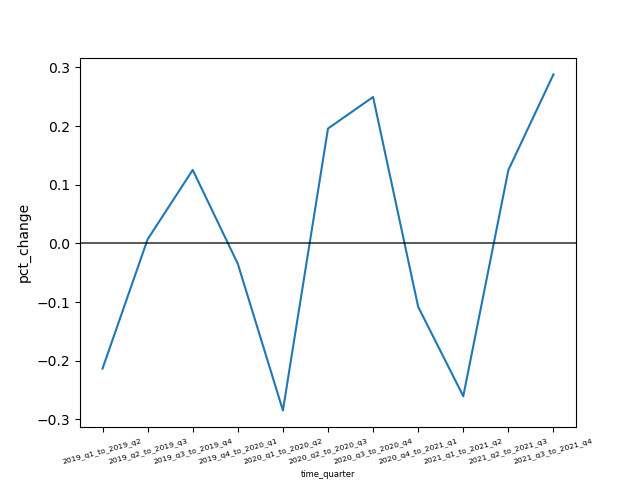 0.3
0.2
0.1
0.0
−0.1
−0.2
−0.3
pct_change
2019_q1_to_2019_q2
2019_q2_to_2019_q3
2019_q3_to_2019_q4
2019_q4_to_2020_q1
2020_q1_to_2020_q2
2020_q2_to_2020_q3
2020_q3_to_2020_q4
2020_q4_to_2021_q1
2021_q1_to_2021_q2
2021_q2_to_2021_q3
2021_q3_to_2021_q4
time_quarter